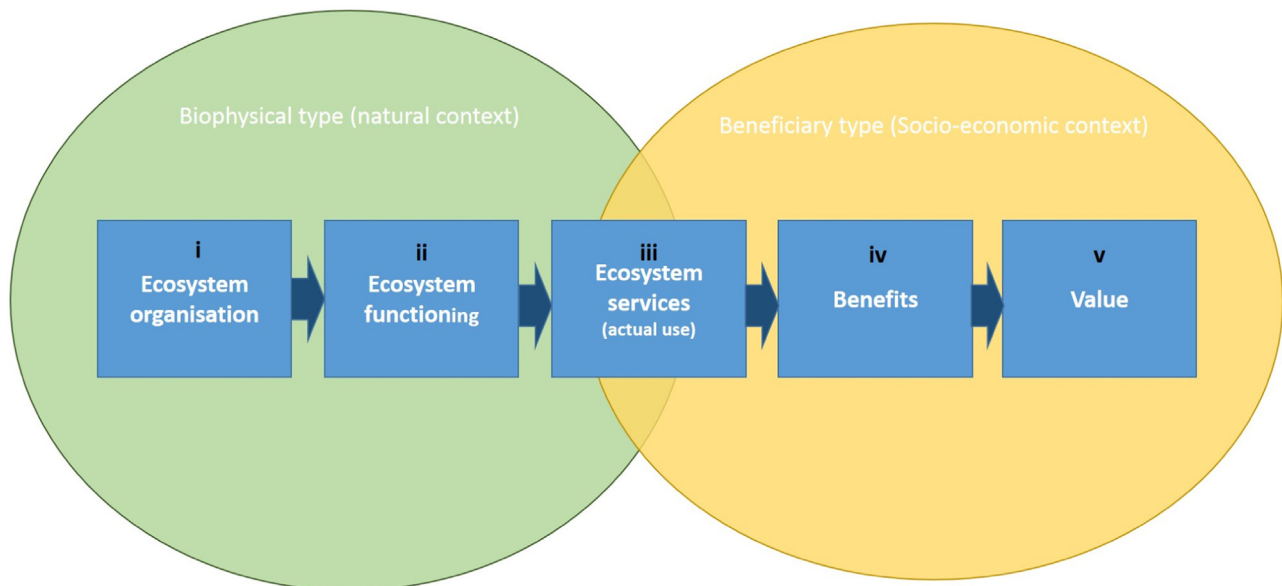 Biophysical type (natural context)
Beneficiary type (Socio-economic context)
i
Ecosystem
organisation
ii
Ecosystem
functioning
iii
Ecosystem
services
(actual use)
iv
Benefits
v
Value